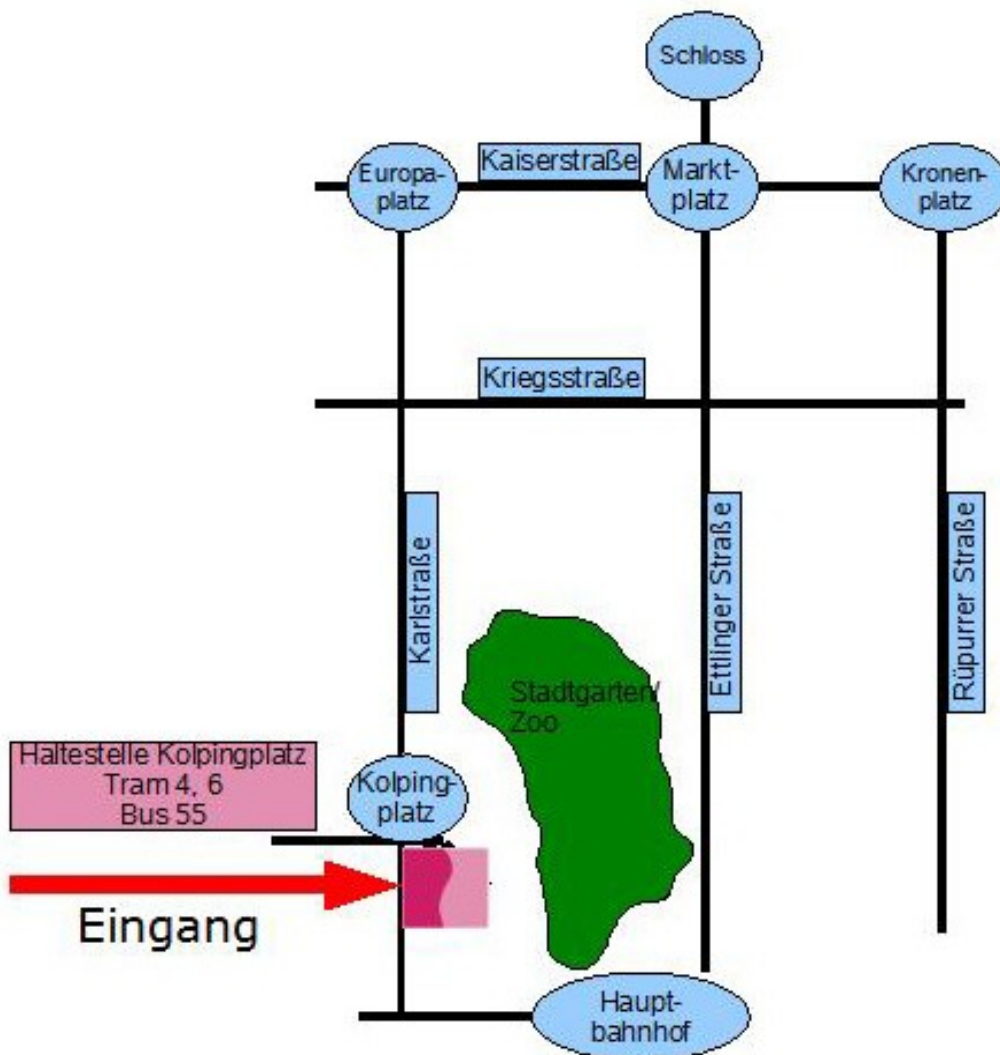 Schloss
Europa-
platz
Kaiserstraße
Markt-
platz
Kronen-
platz
Kriegsstraße
Karlstraße
Ettlinger Straße
Rüpurrer Straße
Stadtgarten/
Zoo
Haltestelle Kolpingplatz
Tram 4, 6
Bus 55
Kolping-
platz
Eingang
Haupt-
bahnhof